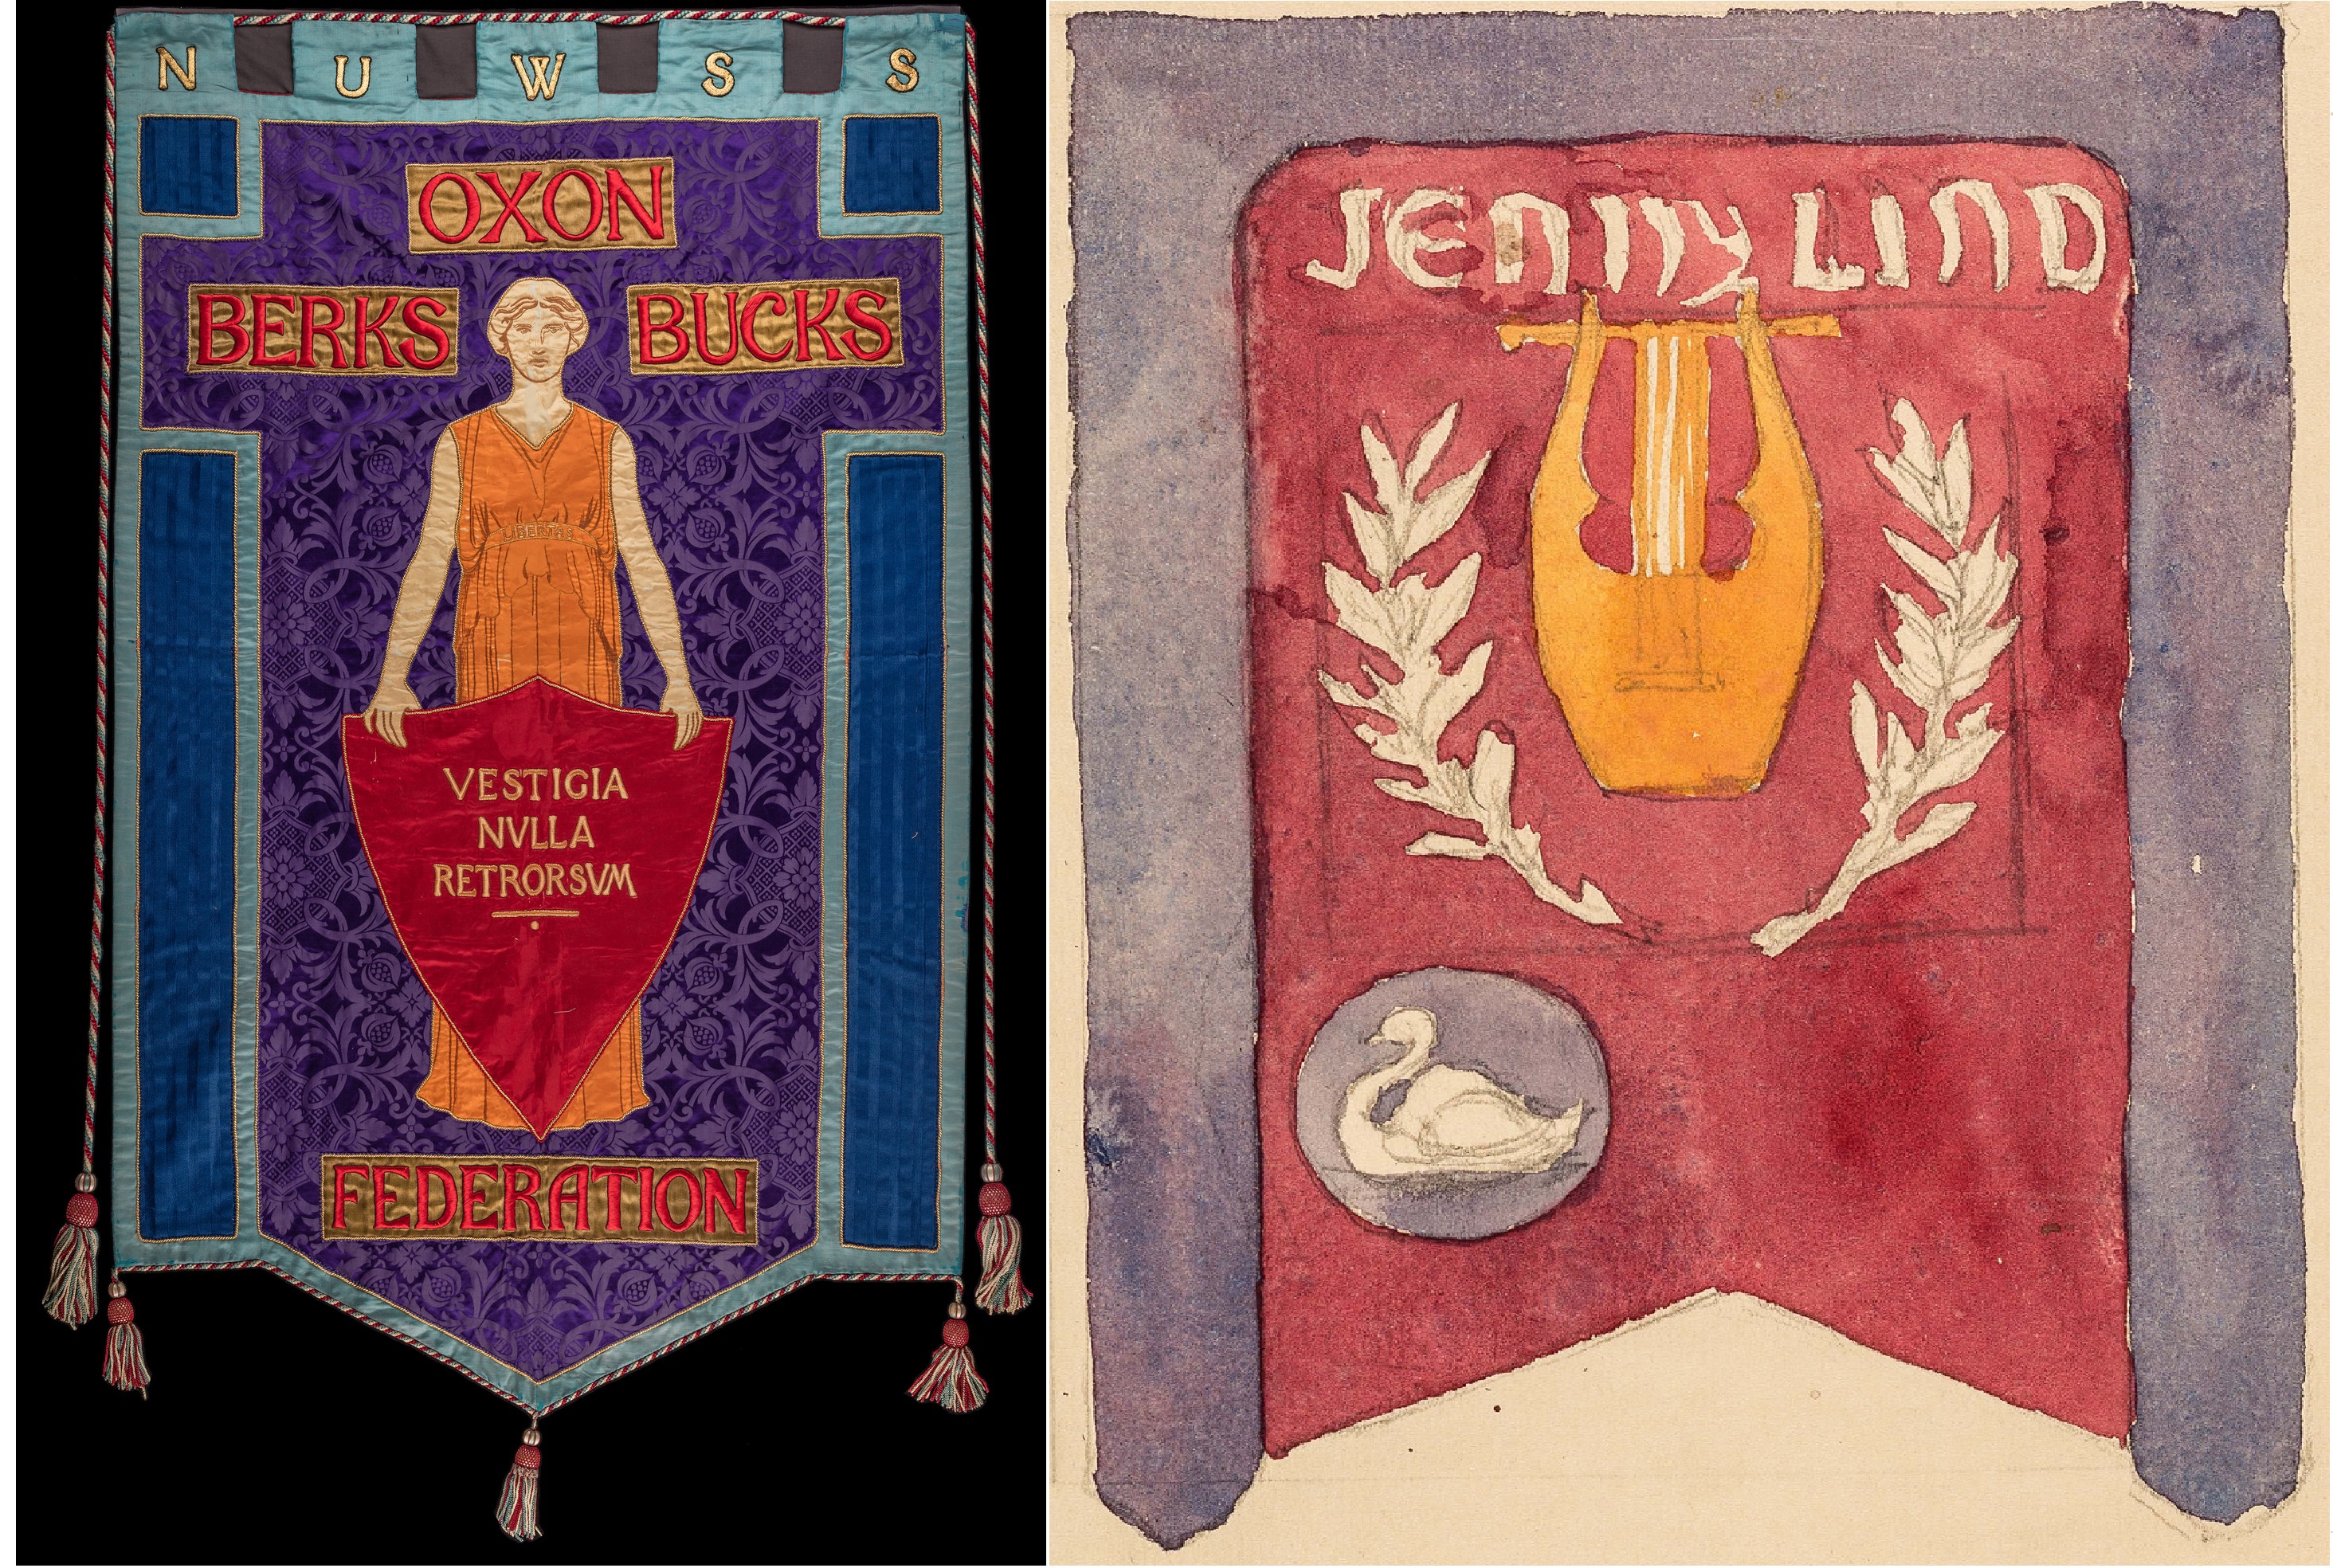 N U W S S
OXON
BERKS BUCKS
LIBERTAS
VESTIGIA
NVLLA
RETRORSVM
FEDERATION
JENNY LIND